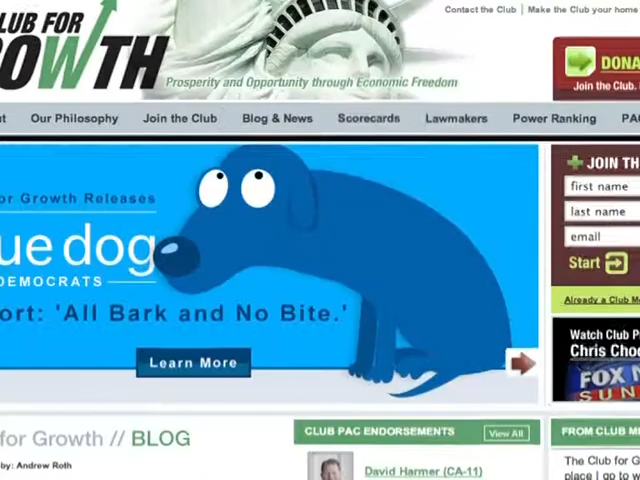 Contact the Club | Make the Club your home
CLUB FOR
GROWTH
Prosperity and Opportunity through Economic Freedom
DONA
Join the Club.
t Our Philosophy Join the Club Blog & News Scorecards Lawmakers Power Ranking PA
or Growth Releases
ue dog
DEMOCRATS
ort: 'All Bark and No Bite.'
Learn More
JOIN TH
first name
last name
email
Start
Already a Club M
Watch Club P
Chris Choc
FOX N
SUN
for Growth // BLOG
by: Andrew Roth
CLUB PAC ENDORSEMENTS View All
David Harmer (CA-11)
FROM CLUB ME
The Club for G
place I go to w